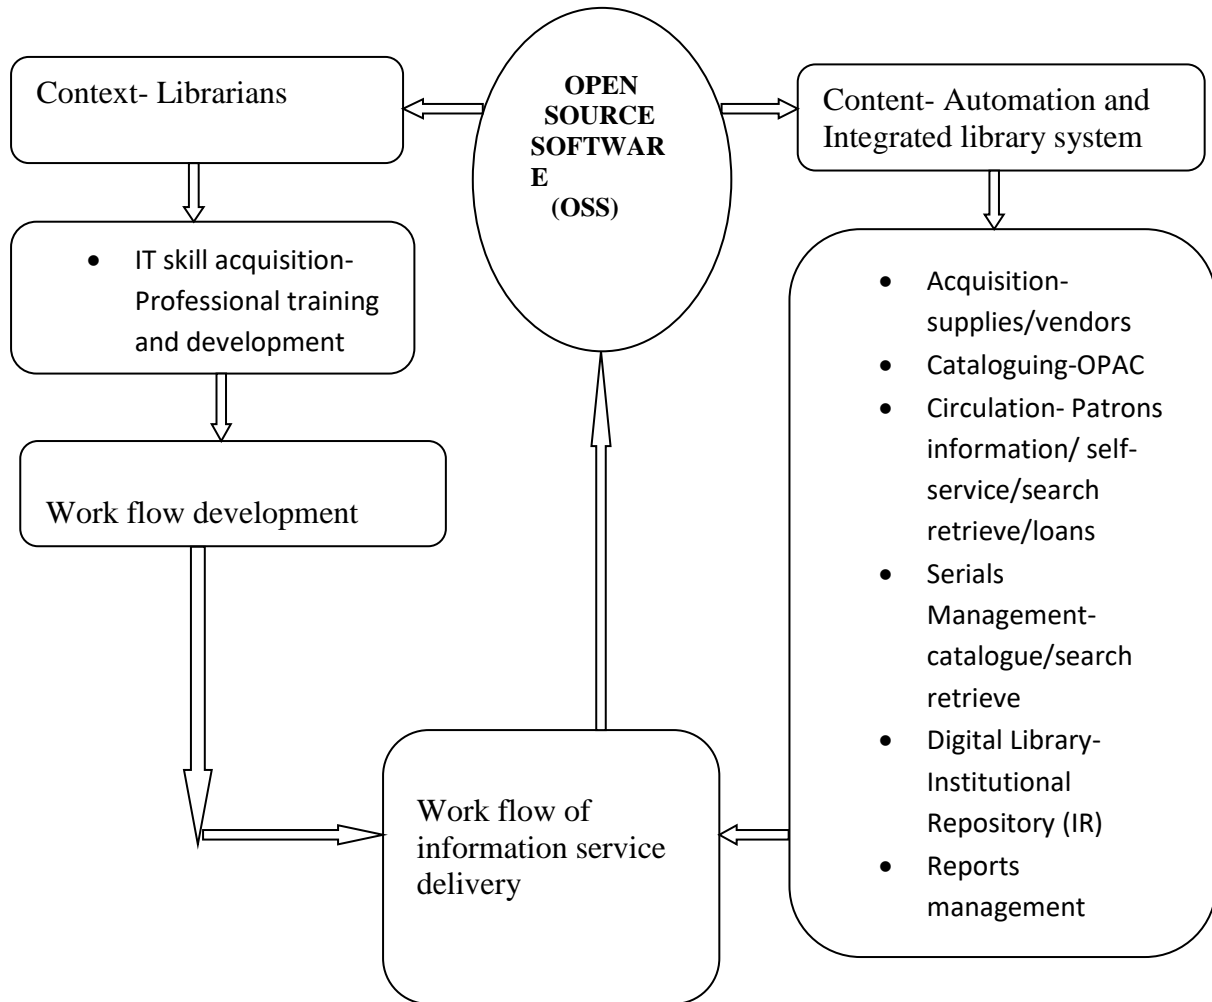 OPEN
SOURCE
SOFTWAR
E
(OSS)
Context- Librarians
• IT skill acquisition-
Professional training
and development
Work flow development
Content- Automation and
Integrated library system
• Acquisition-
supplies/vendors
• Cataloguing-OPAC
• Circulation- Patrons
information/ self-
service/search
retrieve/loans
• Serials
Management-
catalogue/search
retrieve
• Digital Library-
Institutional
Repository (IR)
• Reports
management
Work flow of
information service
delivery